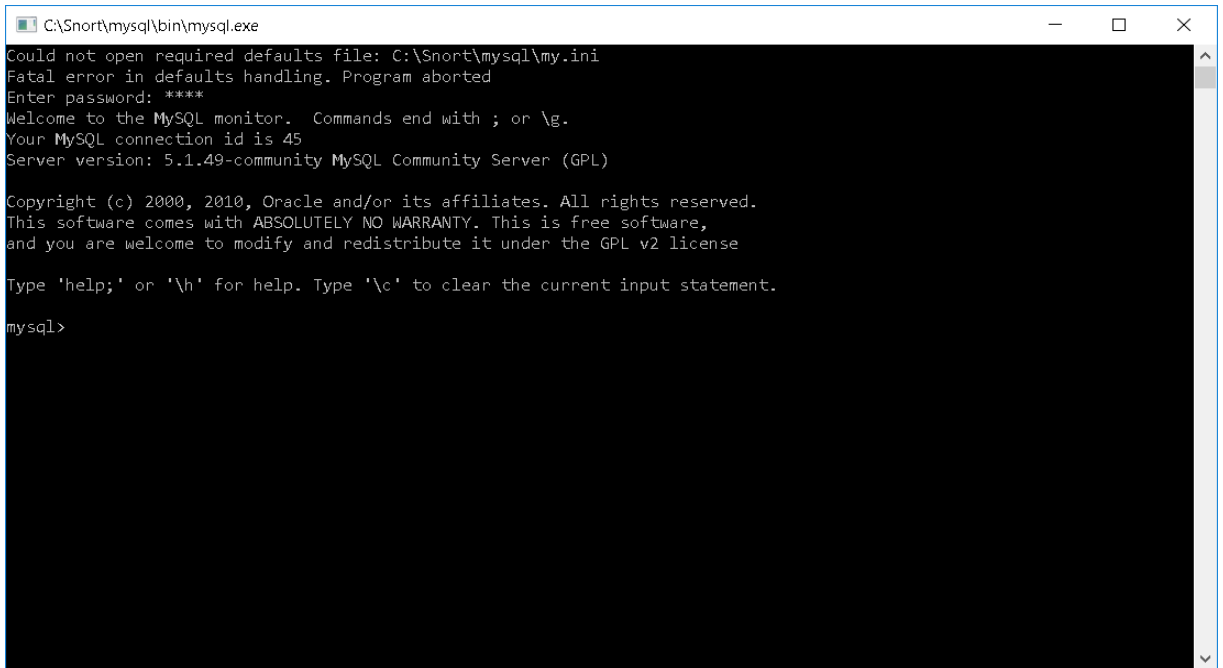 C:\Snort\mysql\bin\mysql.exe
Could not open required defaults file: C:\Snort\mysql\my.ini
Fatal error in defaults handling. Program aborted
Enter password: ****
Welcome to the MySQL monitor.  Commands end with ; or \g.
Your MySQL connection id is 45
Server version: 5.1.49-community MySQL Community Server (GPL)
Copyright (c) 2000, 2010, Oracle and/or its affiliates. All rights reserved.
This software comes with ABSOLUTELY NO WARRANTY. This is free software,
and you are welcome to modify and redistribute it under the GPL v2 license
Type 'help;' or '\h' for help. Type '\c' to clear the current input statement.
mysql>